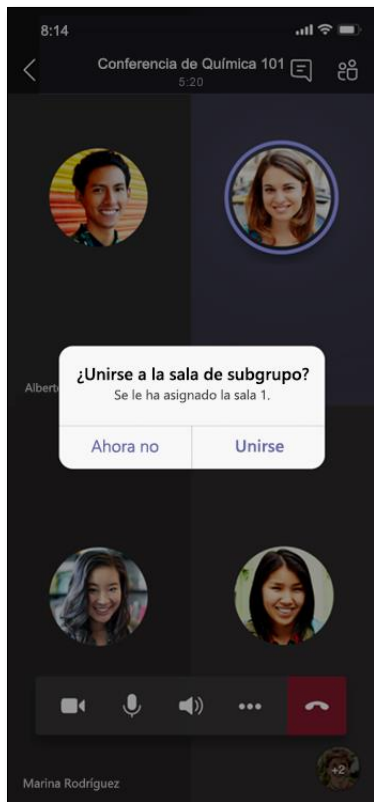 8:14
Conferencia de Química 101
5:20
¿Unirse a la sala de subgrupo?
Se le ha asignado la sala 1.
Ahora no
Unirse
Marina Rodríguez
+2